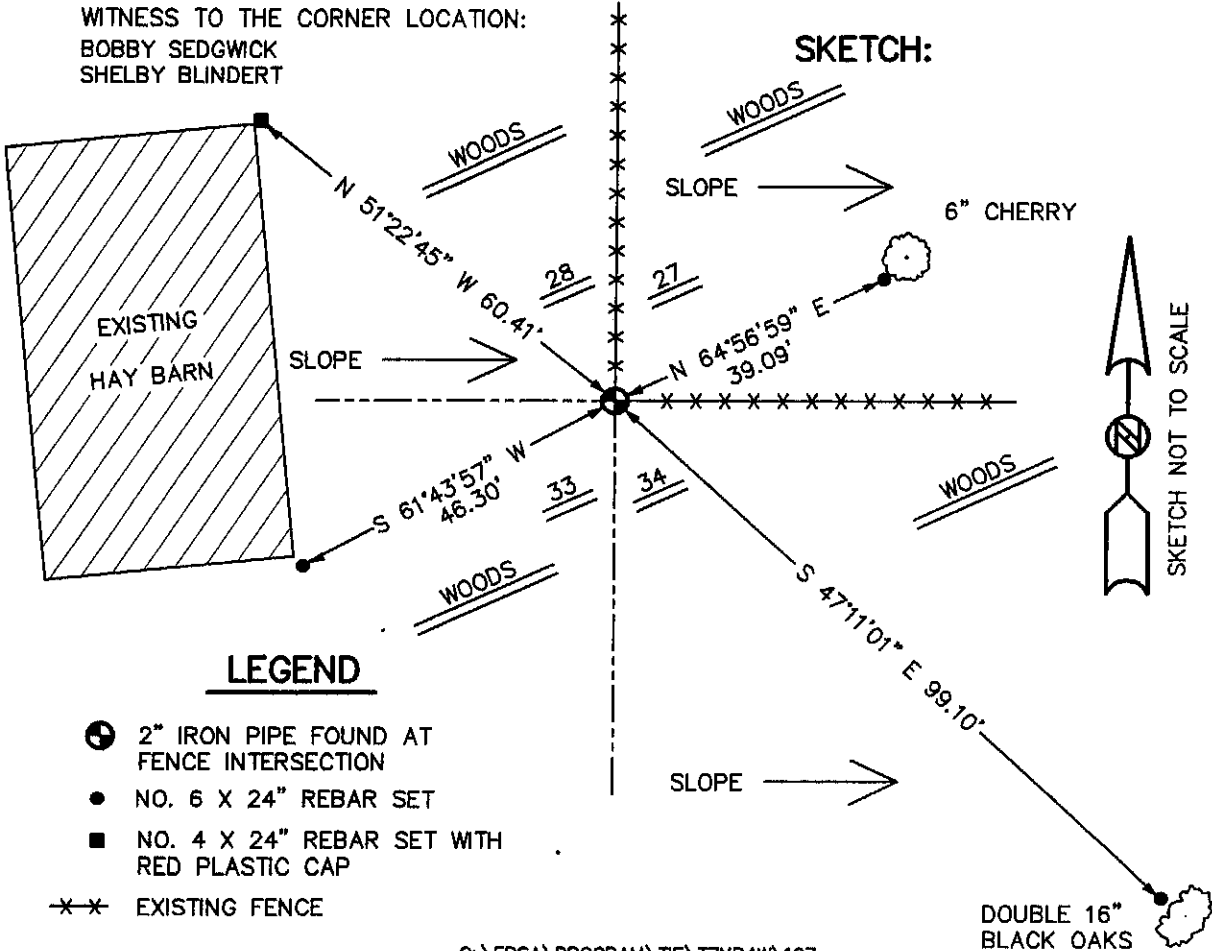 WITNESS TO THE CORNER LOCATION:
BOBBY SEDGWICK
SHELBY BLINDERT
SKETCH:
WOODS
WOODS
SLOPE
6" CHERRY
N 51°22'45" W 60.41'
28
27
EXISTING
HAY BARN
SLOPE
N 64°56'59" E
39.09'
SKETCH NOT TO SCALE
N
S 61°43'57" W
46.30'
33
34
WOODS
WOODS
S 47°11'01" E 99.10'
SLOPE
LEGEND
2" IRON PIPE FOUND AT
FENCE INTERSECTION
NO. 6 X 24" REBAR SET
NO. 4 X 24" REBAR SET WITH
RED PLASTIC CAP
EXISTING FENCE
DOUBLE 16"
BLACK OAKS